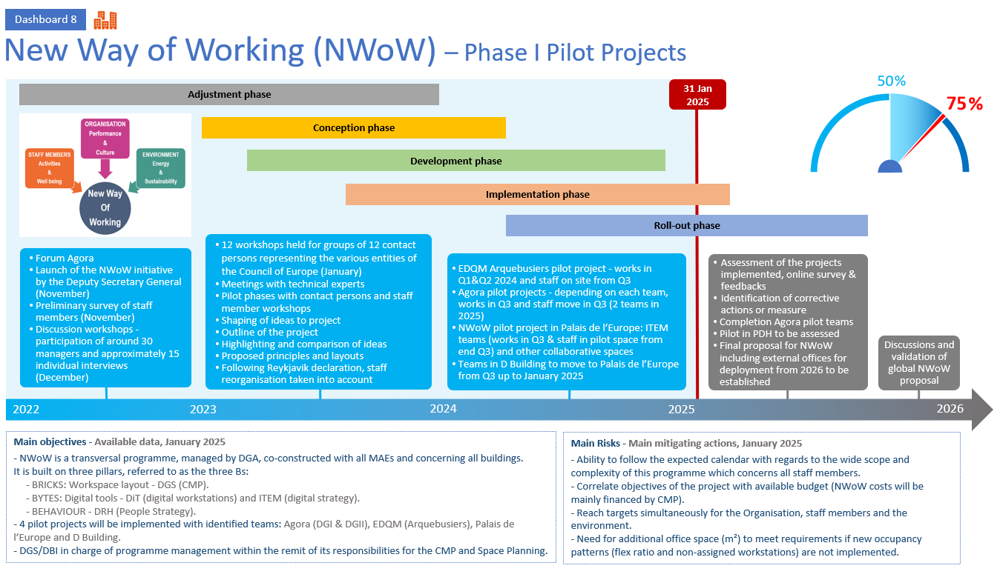 Dashboard 8
New Way of Working (NWoW) – Phase I Pilot Projects
Adjustment phase
31 Jan
2025
50%
75%
Conception phase
Development phase
Implementation phase
Roll-out phase
ORGANISATION
Performance
&
Culture
STAFF MEMBERS
Activities
&
Well being
ENVIRONMENT
Energy
&
Sustainability
New Way
Of
Working
• Forum Agora
• Launch of the NWoW initiative
by the Deputy Secretary General
(November)
• Preliminary survey of staff
members (November)
• Discussion workshops -
participation of around 30
managers and approximately 15
individual interviews
(December)
• 12 workshops held for groups of 12 contact
persons representing the various entities of
the Council of Europe (January)
• Meetings with technical experts
• Pilot phases with contact persons and staff
member workshops
• Shaping of ideas to project
• Outline of the project
• Highlighting and comparison of ideas
• Proposed principles and layouts
• Following Reykjavik declaration, staff
reorganisation taken into account
• EDQM Arquebusiers pilot project - works in
Q1&Q2 2024 and staff on site from Q3
• Agora pilot projects - depending on each team,
works in Q3 and staff move in Q3 (2 teams in
2025)
• NWoW pilot project in Palais de l’Europe: ITEM
teams (works in Q3 & staff in pilot space from
end Q3) and other collaborative spaces
• Teams in D Building to move to Palais de l’Europe
from Q3 up to January 2025
• Assessment of the projects
implemented, online survey &
feedbacks
• Identification of corrective
actions or measure
• Completion Agora pilot teams
• Pilot in PDH to be assessed
• Final proposal for NWoW
including external offices for
deployment from 2026 to be
established
Discussions and
validation of
global NWoW
proposal
2022
2023
2024
2025
2026
Main objectives - Available data, January 2025
- NWoW is a transversal programme, managed by DGA, co-constructed with all MAEs and concerning all buildings.
It is built on three pillars, referred to as the three Bs:
- BRICKS: Workspace layout - DGS (CMP).
- BYTES: Digital tools - DiT (digital workstations) and ITEM (digital strategy).
- BEHAVIOUR - DRH (People Strategy).
- 4 pilot projects will be implemented with identified teams: Agora (DGI & DGII), EDQM (Arquebusiers), Palais de
l’Europe and D Building.
- DGS/DBI in charge of programme management within the remit of its responsibilities for the CMP and Space Planning.
Main Risks - Main mitigating actions, January 2025
- Ability to follow the expected calendar with regards to the wide scope and
complexity of this programme which concerns all staff members.
- Correlate objectives of the project with available budget (NWoW costs will be
mainly financed by CMP).
- Reach targets simultaneously for the Organisation, staff members and the
environment.
- Need for additional office space (m²) to meet requirements if new occupancy
patterns (flex ratio and non-assigned workstations) are not implemented.